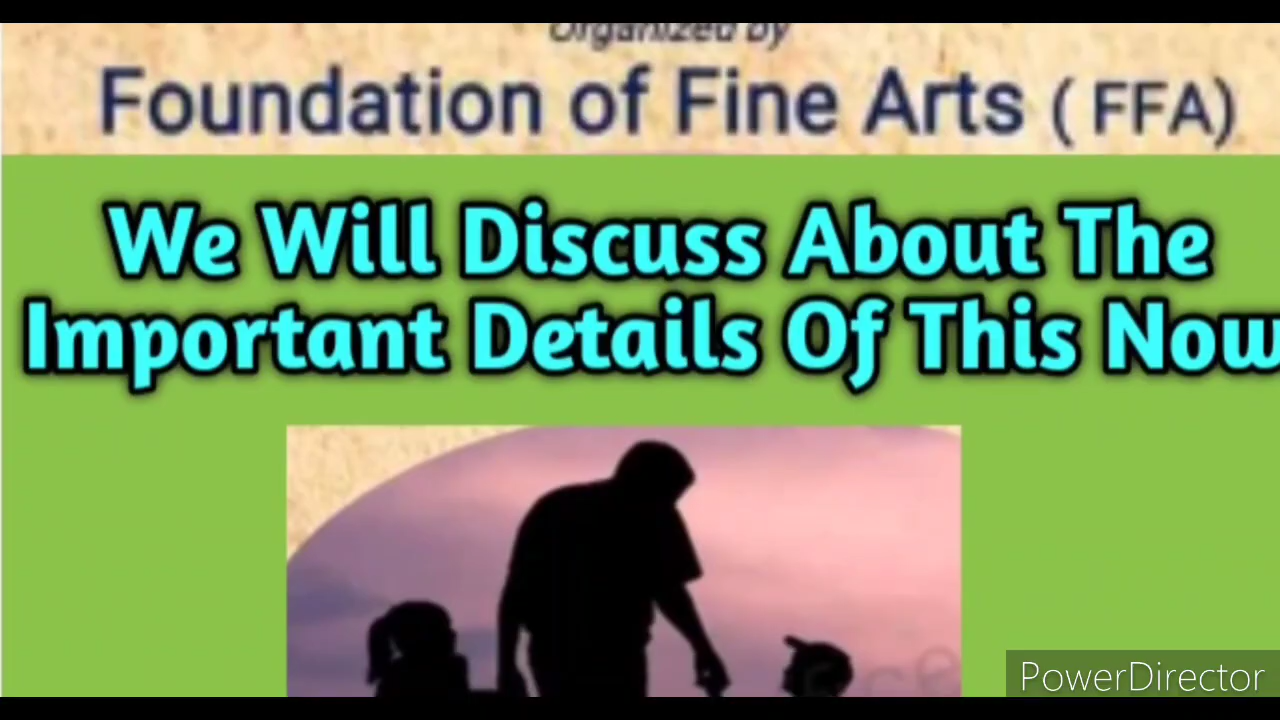 Organized by
Foundation of Fine Arts ( FFA)
We Will Discuss About The
Important Details Of This Now
PowerDirector